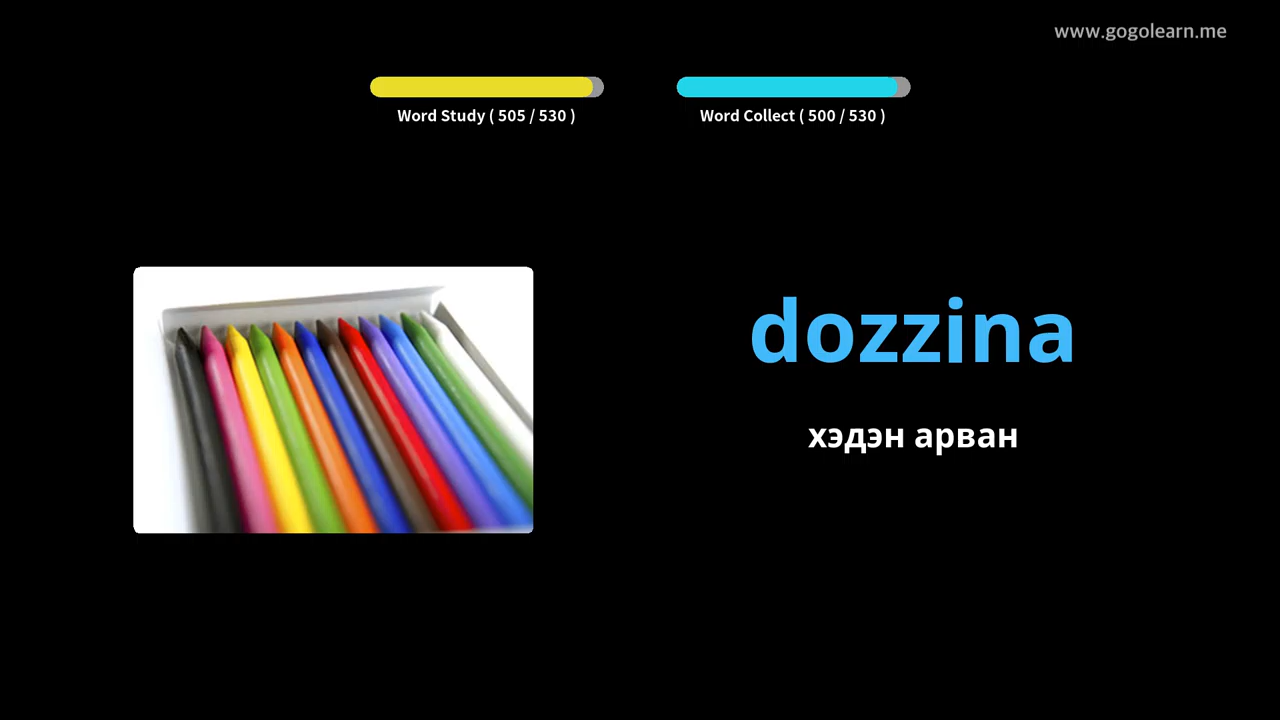 www.gogolearn.me
Word Study ( 505 / 530 )
Word Collect ( 500 / 530 )
dozzina
хэдэн арван